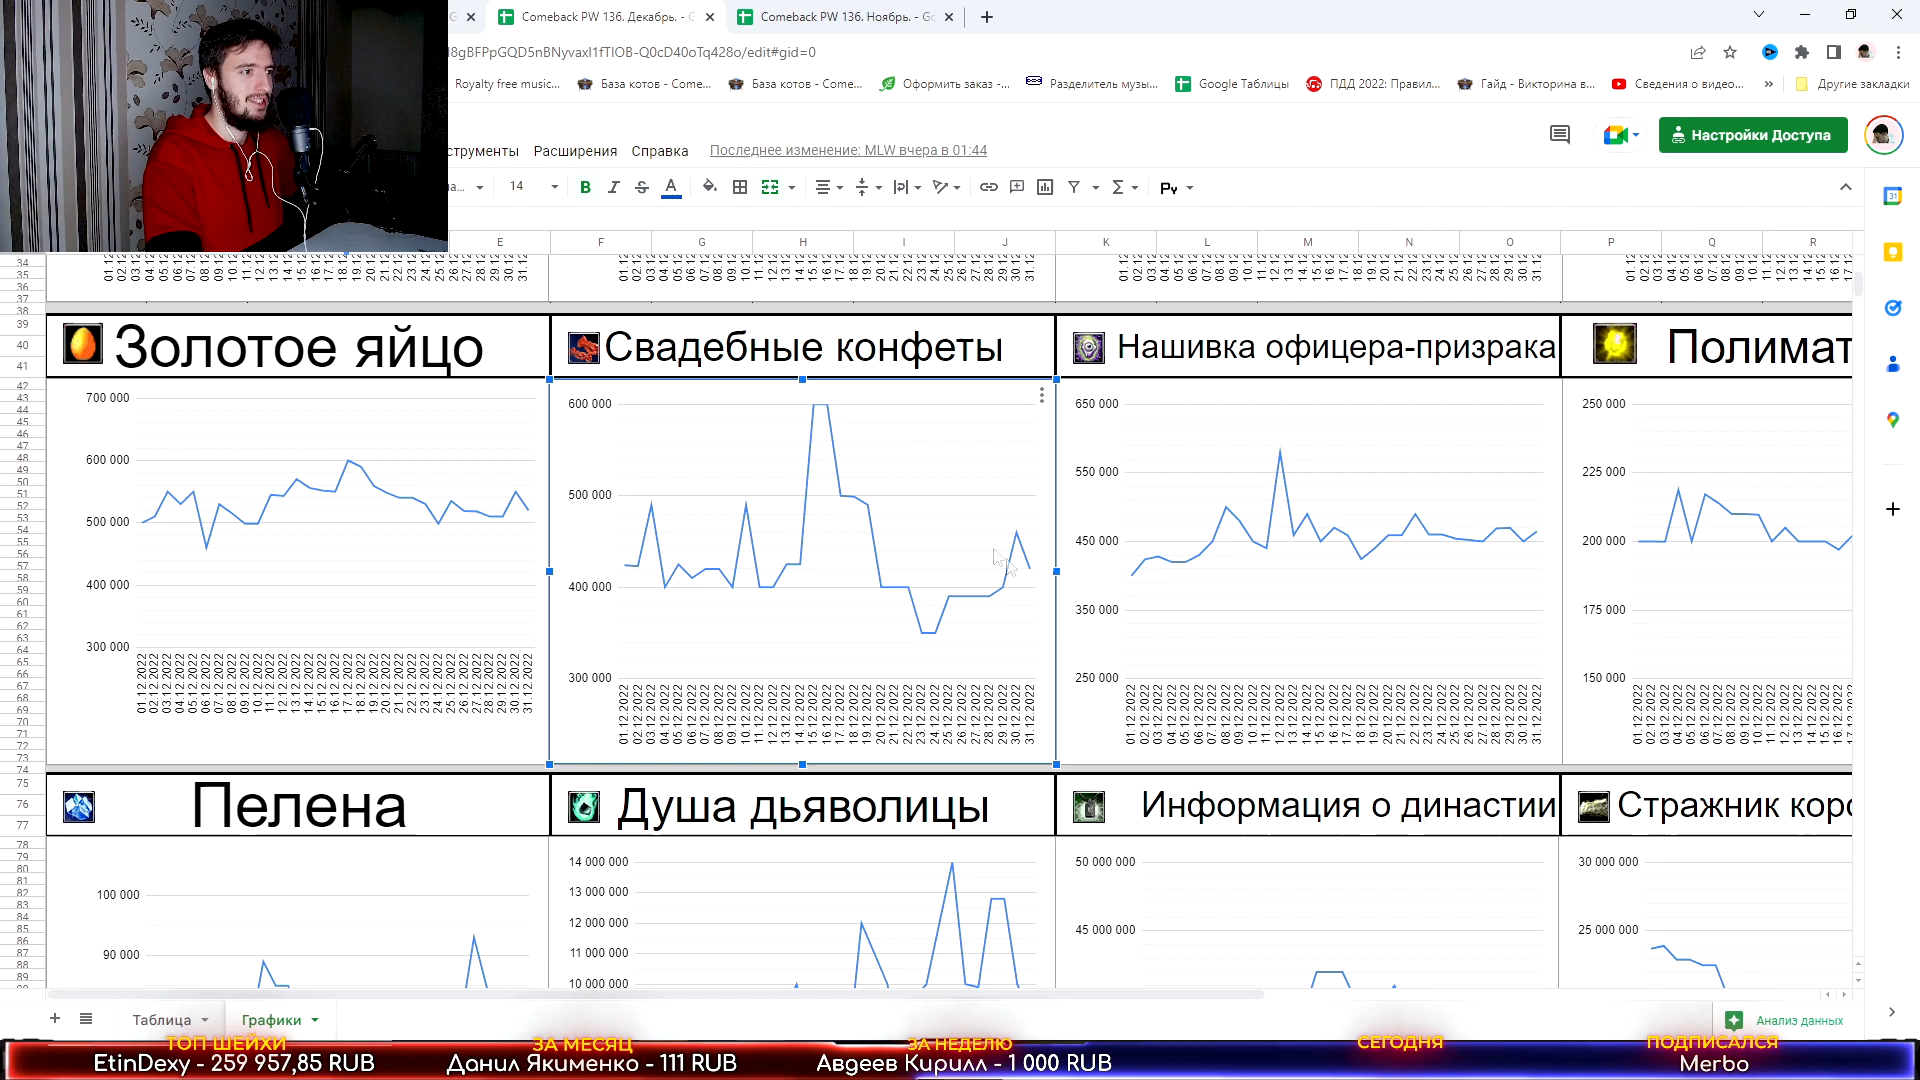 Comeback PW 136. Декабрь. - G
Comeback PW 136. Ноябрь. - Go
l8gBFPpGQD5nBNyvaxl1fTlOB-Q0cD40oTq428o/edit#gid=0
Royalty free music...
База котов - Come...
База котов - Come...
Оформить заказ -...
Разделитель музы...
Google Таблицы
ПДД 2022: Правил...
Гайд - Викторина в...
Сведения о видео...
Другие закладки
струменты Расширения Справка Последнее изменение: MLW вчера в 01:44
Настройки Доступа
14
E F G H I J K L M N O P Q R
Золотое яйцо
Свадебные конфеты
Нашивка офицера-призрака
Полимат
700 000
600 000
500 000
400 000
300 000
600 000
500 000
400 000
300 000
650 000
550 000
450 000
350 000
250 000
250 000
225 000
200 000
175 000
150 000
Пелена
Душа дьяволицы
Информация о династии
Стражник коро
100 000
90 000
14 000 000
13 000 000
12 000 000
11 000 000
10 000 000
50 000 000
45 000 000
30 000 000
25 000 000
Таблица
Графики
Анализ данных
ТОП ШЕЙХИ
EtinDexy - 259 957,85 RUB
ЗА МЕСЯЦ
Данил Якименко - 111 RUB
ЗА НЕДЕЛЮ
Авдеев Кирилл - 1 000 RUB
СЕГОДНЯ
ПОДПИСАЛСЯ
Merbo